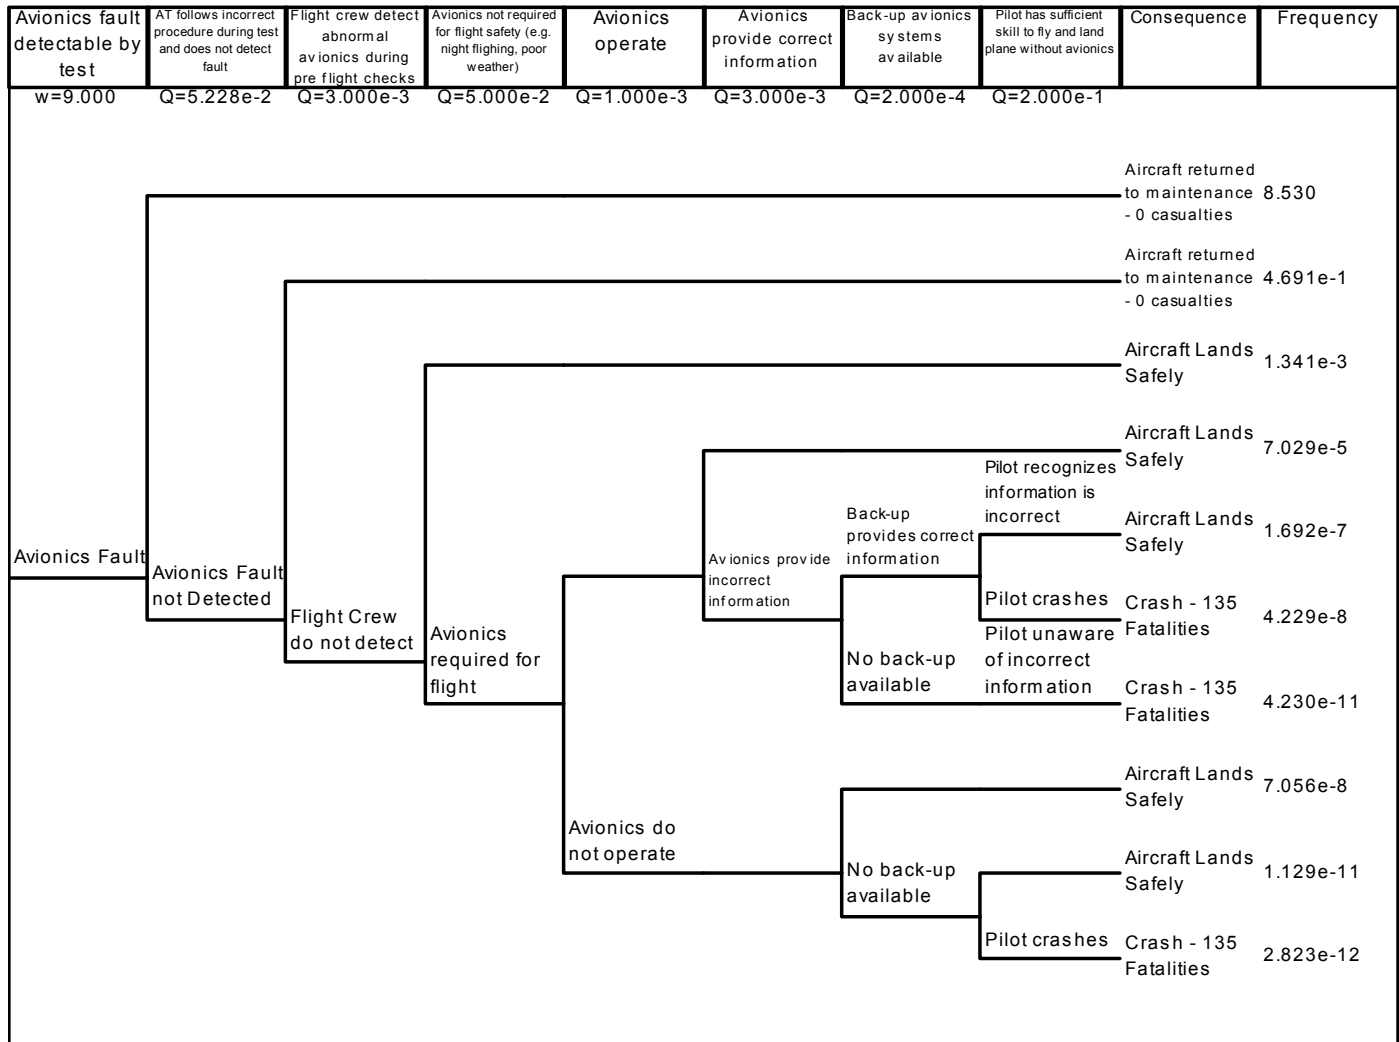 Avionics fault
detectable by
test
AT follows incorrect
procedure during test
and does not detect
fault
Flight crew detect
abnormal
avionics during
pre flight checks
Avionics not required
for flight safety (e.g.
night flighing, poor
weather)
Avionics
operate
Avionics
provide correct
information
Back-up avionics
systems
available
Pilot has sufficient
skill to fly and land
plane without avionics
Consequence
Frequency
w=9.000
Q=5.228e-2
Q=3.000e-3
Q=5.000e-2
Q=1.000e-3
Q=3.000e-3
Q=2.000e-4
Q=2.000e-1
Aircraft returned
to maintenance
- 0 casualties
8.530
Aircraft returned
to maintenance
- 0 casualties
4.691e-1
Aircraft Lands
Safely
1.341e-3
Aircraft Lands
Safely
7.029e-5
Pilot recognizes
information is
incorrect
Back-up
provides correct
information
Aircraft Lands
Safely
1.692e-7
Avionics Fault
Avionics Fault
not Detected
Avionics provide
incorrect
information
Pilot crashes
Crash - 135
Fatalities
4.229e-8
Flight Crew
do not detect
Avionics
required for
flight
No back-up
available
Pilot unaware
of incorrect
information
Crash - 135
Fatalities
4.230e-11
Aircraft Lands
Safely
7.056e-8
Avionics do
not operate
No back-up
available
Aircraft Lands
Safely
1.129e-11
Pilot crashes
Crash - 135
Fatalities
2.823e-12